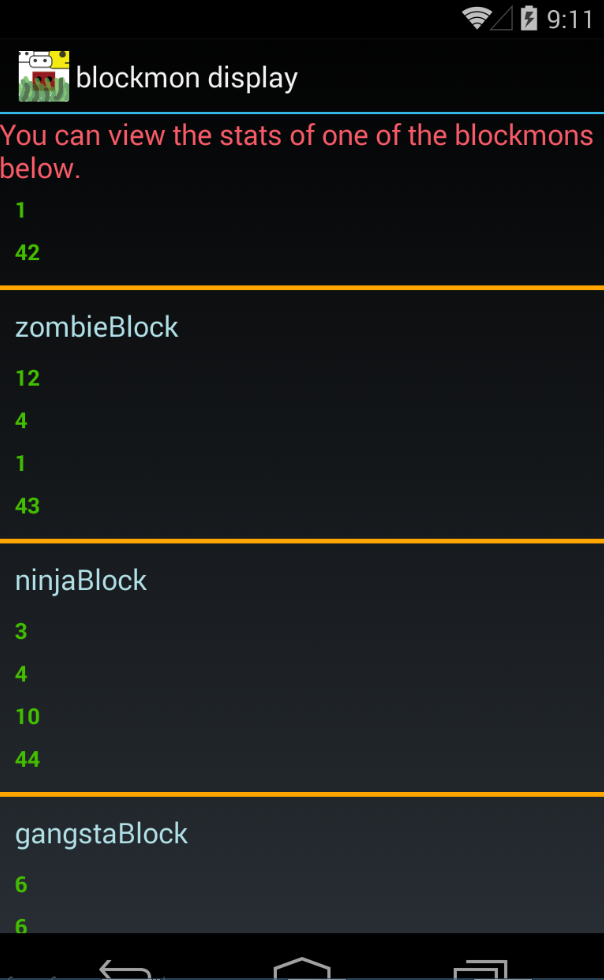 9:11
blockmon display
You can view the stats of one of the blockmons
below.
1
42
zombieBlock
12
4
1
43
ninjaBlock
3
4
10
44
gangstaBlock
6
6